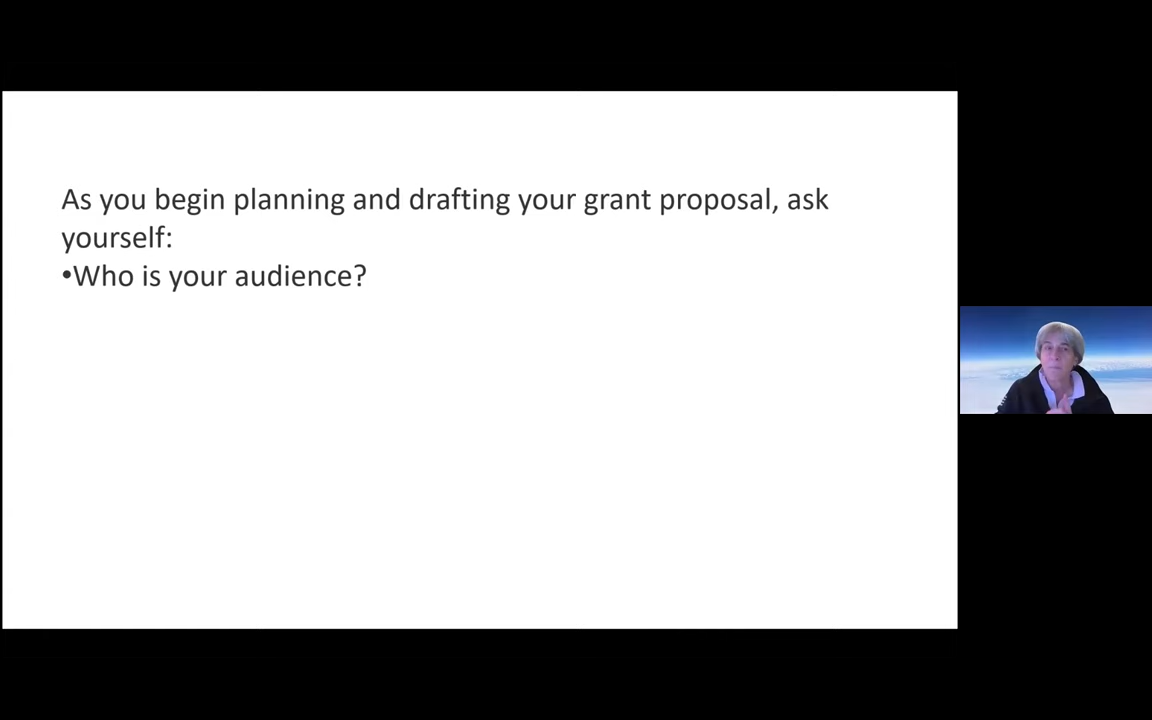 As you begin planning and drafting your grant proposal, ask
yourself:
•Who is your audience?